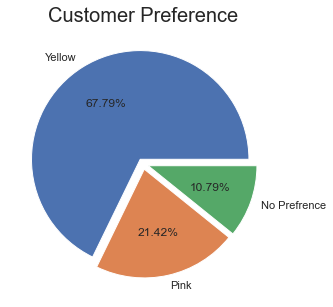 Customer Preference
Yellow
67.79%
10.79%
No Prefrence
21.42%
Pink